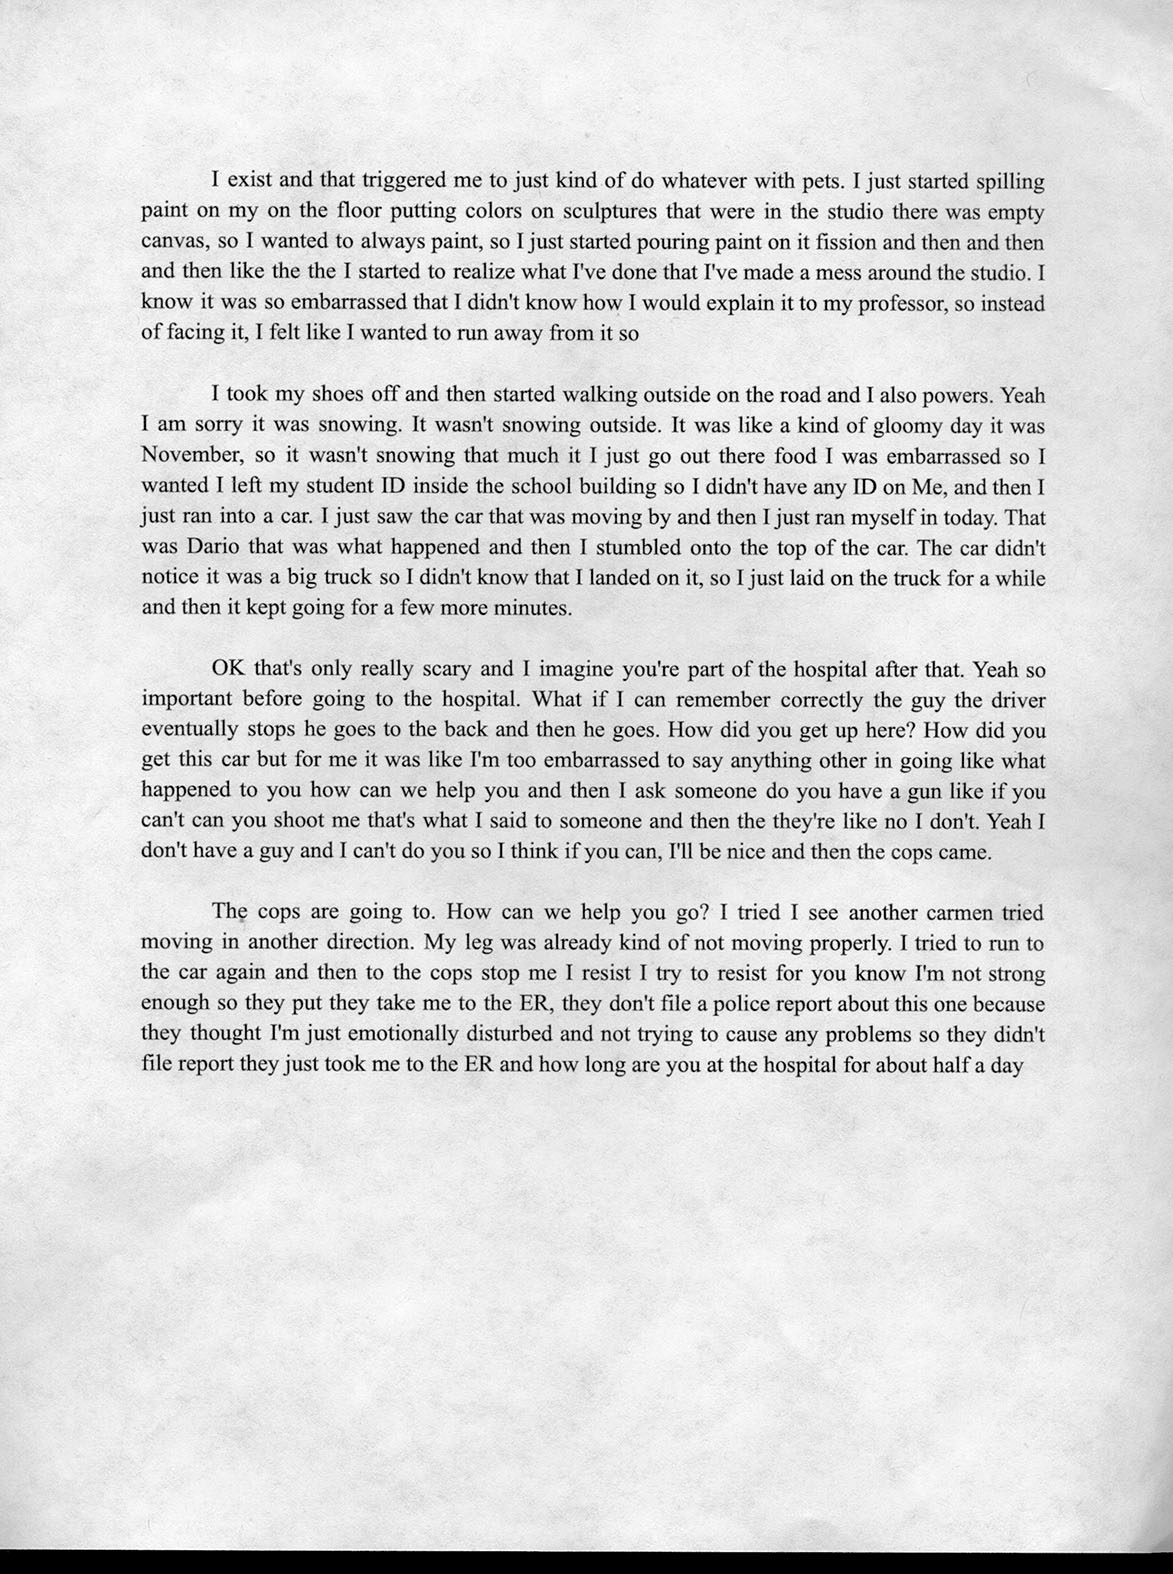 I exist and that triggered me to just kind of do whatever with pets. I just started spilling
paint on my on the floor putting colors on sculptures that were in the studio there was empty
canvas, so I wanted to always paint, so I just started pouring paint on it fission and then and then
and then like the the I started to realize what I've done that I've made a mess around the studio. I
know it was so embarrassed that I didn't know how I would explain it to my professor, so instead
of facing it, I felt like I wanted to run away from it so
I took my shoes off and then started walking outside on the road and I also powers. Yeah
I am sorry it was snowing. It wasn't snowing outside. It was like a kind of gloomy day it was
November, so it wasn't snowing that much it I just go out there food I was embarrassed so I
wanted I left my student ID inside the school building so I didn't have any ID on Me, and then I
just ran into a car. I just saw the car that was moving by and then I just ran myself in today. That
was Dario that was what happened and then I stumbled onto the top of the car. The car didn't
notice it was a big truck so I didn't know that I landed on it, so I just laid on the truck for a while
and then it kept going for a few more minutes.
OK that's only really scary and I imagine you're part of the hospital after that. Yeah so
important before going to the hospital. What if I can remember correctly the guy the driver
eventually stops he goes to the back and then he goes. How did you get up here? How did you
get this car but for me it was like I'm too embarrassed to say anything other in going like what
happened to you how can we help you and then I ask someone do you have a gun like if you
can't can you shoot me that's what I said to someone and then the they're like no I don't. Yeah I
don't have a guy and I can't do you so I think if you can, I'll be nice and then the cops came.
The cops are going to. How can we help you go? I tried I see another carmen tried
moving in another direction. My leg was already kind of not moving properly. I tried to run to
the car again and then to the cops stop me I resist I try to resist for you know I'm not strong
enough so they put they take me to the ER, they don't file a police report about this one because
they thought I'm just emotionally disturbed and not trying to cause any problems so they didn't
file report they just took me to the ER and how long are you at the hospital for about half a day